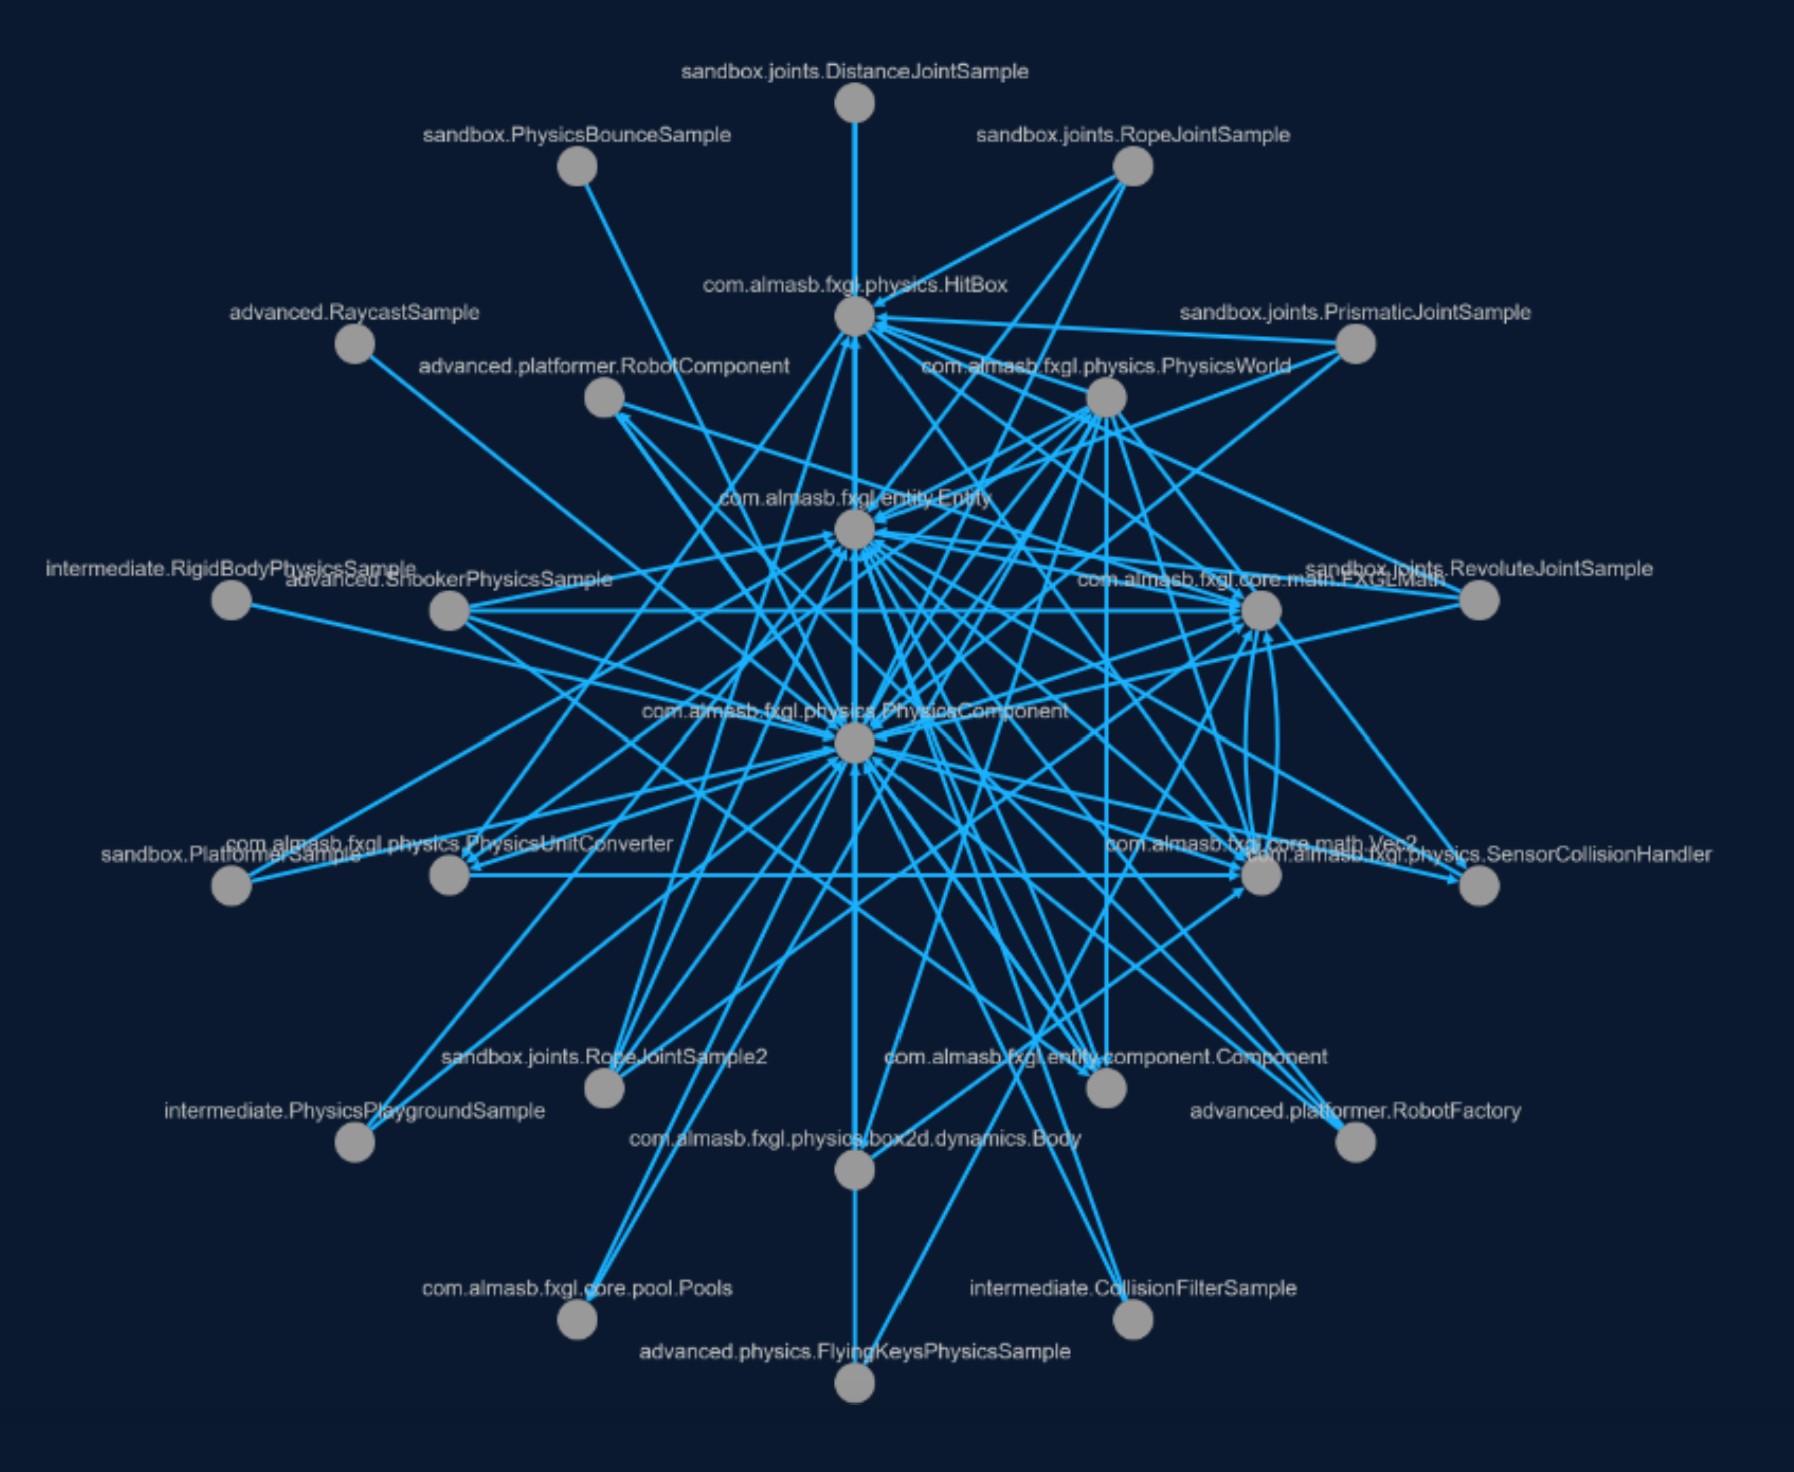 sandbox.joints.DistanceJointSample
sandbox.PhysicsBounceSample
sandbox.joints.RopeJointSample
com.almasb.fxgl.physics.HitBox
advanced.RaycastSample
sandbox.joints.PrismaticJointSample
advanced.platformer.RobotComponent
com.almasb.fxgl.physics.PhysicsWorld
com.almasb.fxgl.entity.Entity
intermediate.RigidBodyPhysicsSample
sandbox.joints.RevoluteJointSample
advanced.SnookerPhysicsSample
com.almasb.fxgl.core.math.FXGLMath
com.almasb.fxgl.physics.PhysicsComponent
com.almasb.fxgl.physics.PhysicsUnitConverter
com.almasb.fxgl.core.math.Vec2
sandbox.PlatformerSample
com.almasb.fxgl.physics.SensorCollisionHandler
sandbox.joints.RopeJointSample2
com.almasb.fxgl.entity.component.Component
intermediate.PhysicsPlaygroundSample
advanced.platformer.RobotFactory
com.almasb.fxgl.physics.box2d.dynamics.Body
com.almasb.fxgl.core.pool.Pools
intermediate.CollisionFilterSample
advanced.physics.FlyingKeysPhysicsSample